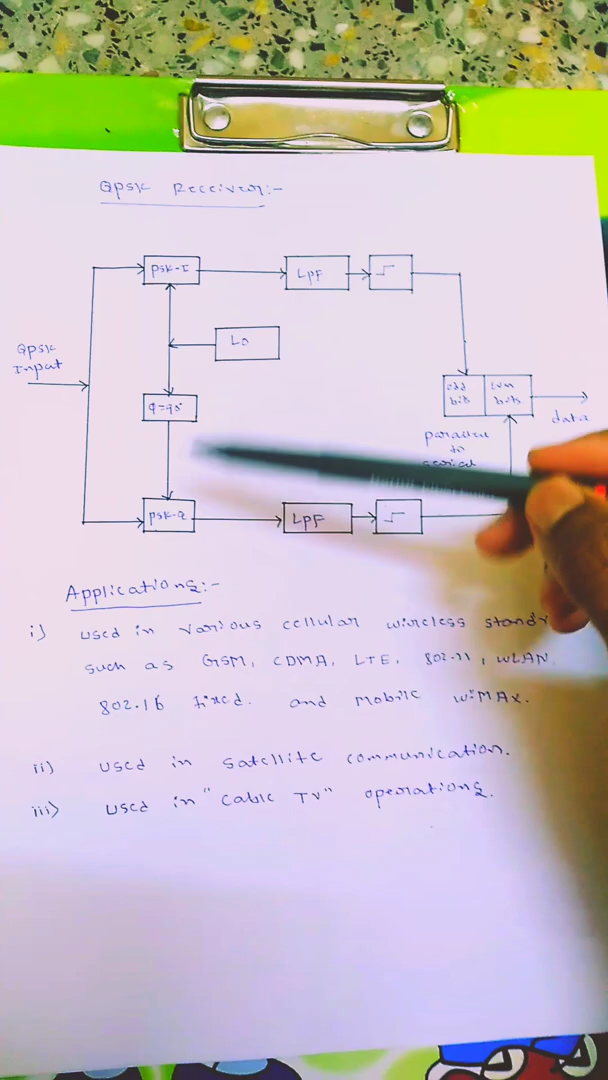 QPSK Receiver:-
PSK-I
LPF
LO
QPSK
Input
odd
bits
Even
bits
φ=90°
data
parallel
to
serial
PSK-Q
LPF
Applications:-
i) used in various cellular wireless
such as GSM, CDMA, LTE, 802-11, WLAN
802.16 fixed. and Mobile WiMAX.
ii) used in satellite communication.
iii) used in "cable TV" operations.